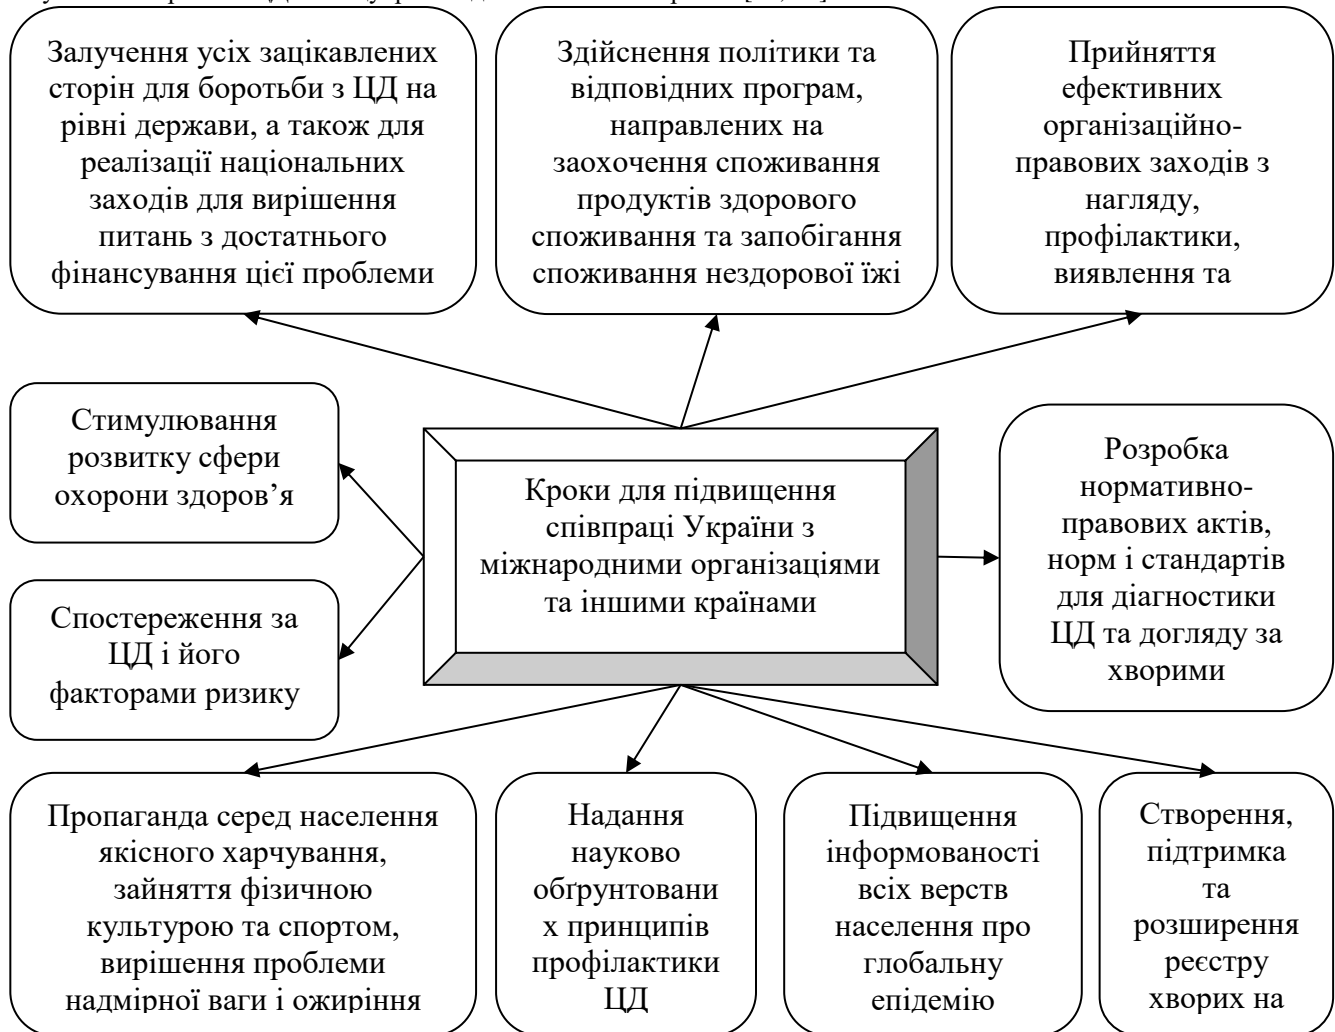 Залучення усіх зацікавлених
сторін для боротьби з ЦД на
рівні держави, а також для
реалізації національних
заходів для вирішення
питань з достатнього
фінансування цієї проблеми
Здійснення політики та
відповідних програм,
направлених на
заохочення споживання
продуктів здорового
споживання та запобігання
споживання нездорової їжі
Прийняття
ефективних
організаційно-
правових заходів з
нагляду,
профілактики,
виявлення та
Стимулювання
розвитку сфери
охорони здоров’я
Кроки для підвищення
співпраці України з
міжнародними організаціями
та іншими країнами
Розробка
нормативно-
правових актів,
норм і стандартів
для діагностики
ЦД та догляду за
хворими
Спостереження за
ЦД і його
факторами ризику
Пропаганда серед населення
якісного харчування,
зайняття фізичною
культурою та спортом,
вирішення проблеми
надмірної ваги і ожиріння
Надання
науково
обґрунтовани
х принципів
профілактики
ЦД
Підвищення
інформованості
всіх верств
населення про
глобальну
епідемію
Створення,
підтримка
та
розширення
реєстру
хворих на